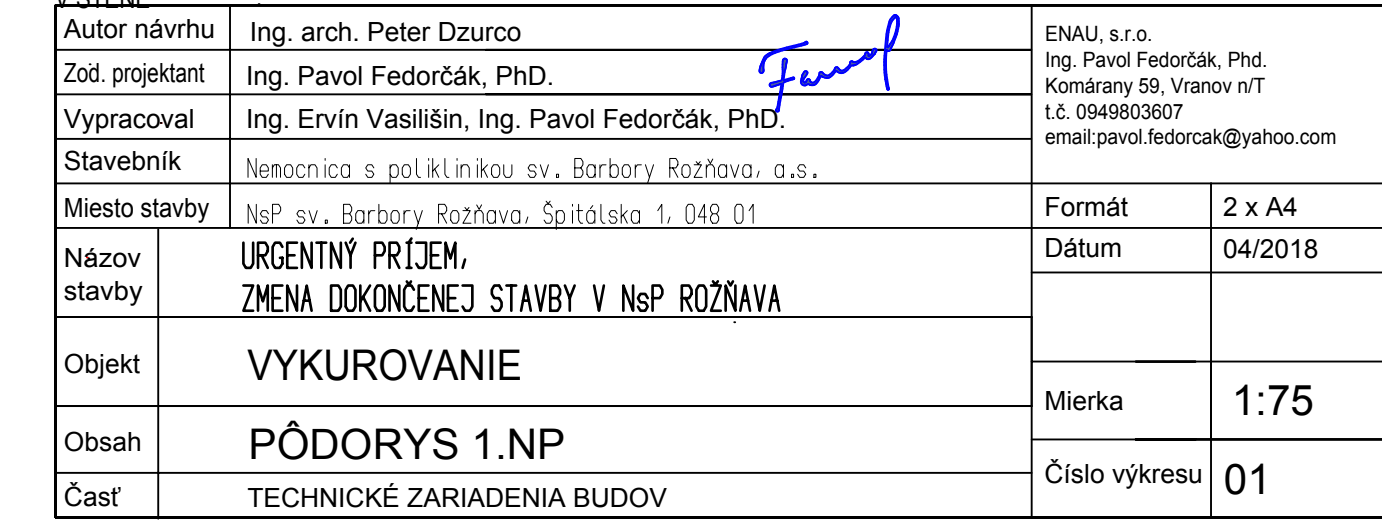 V STENE
Autor návrhu Ing. arch. Peter Dzurco
Zod. projektant Ing. Pavol Fedorčák, PhD.
Vypracoval Ing. Ervín Vasilišin, Ing. Pavol Fedorčák, PhD.
Stavebník Nemocnica s poliklinikou sv. Barbory Rožňava, a.s.
Miesto stavby NsP sv. Barbory Rožňava, Špitálska 1, 048 01
Názov stavby
URGENTNÝ PRÍJEM,
ZMENA DOKONČENEJ STAVBY V NsP ROŽŇAVA
Objekt VYKUROVANIE
Obsah PÔDORYS 1.NP
Časť TECHNICKÉ ZARIADENIA BUDOV
ENAU, s.r.o.
Ing. Pavol Fedorčák, Phd.
Komárany 59, Vranov n/T
t.č. 0949803607
email:pavol.fedorcak@yahoo.com
Formát 2 x A4
Dátum 04/2018
Mierka 1:75
Číslo výkresu 01